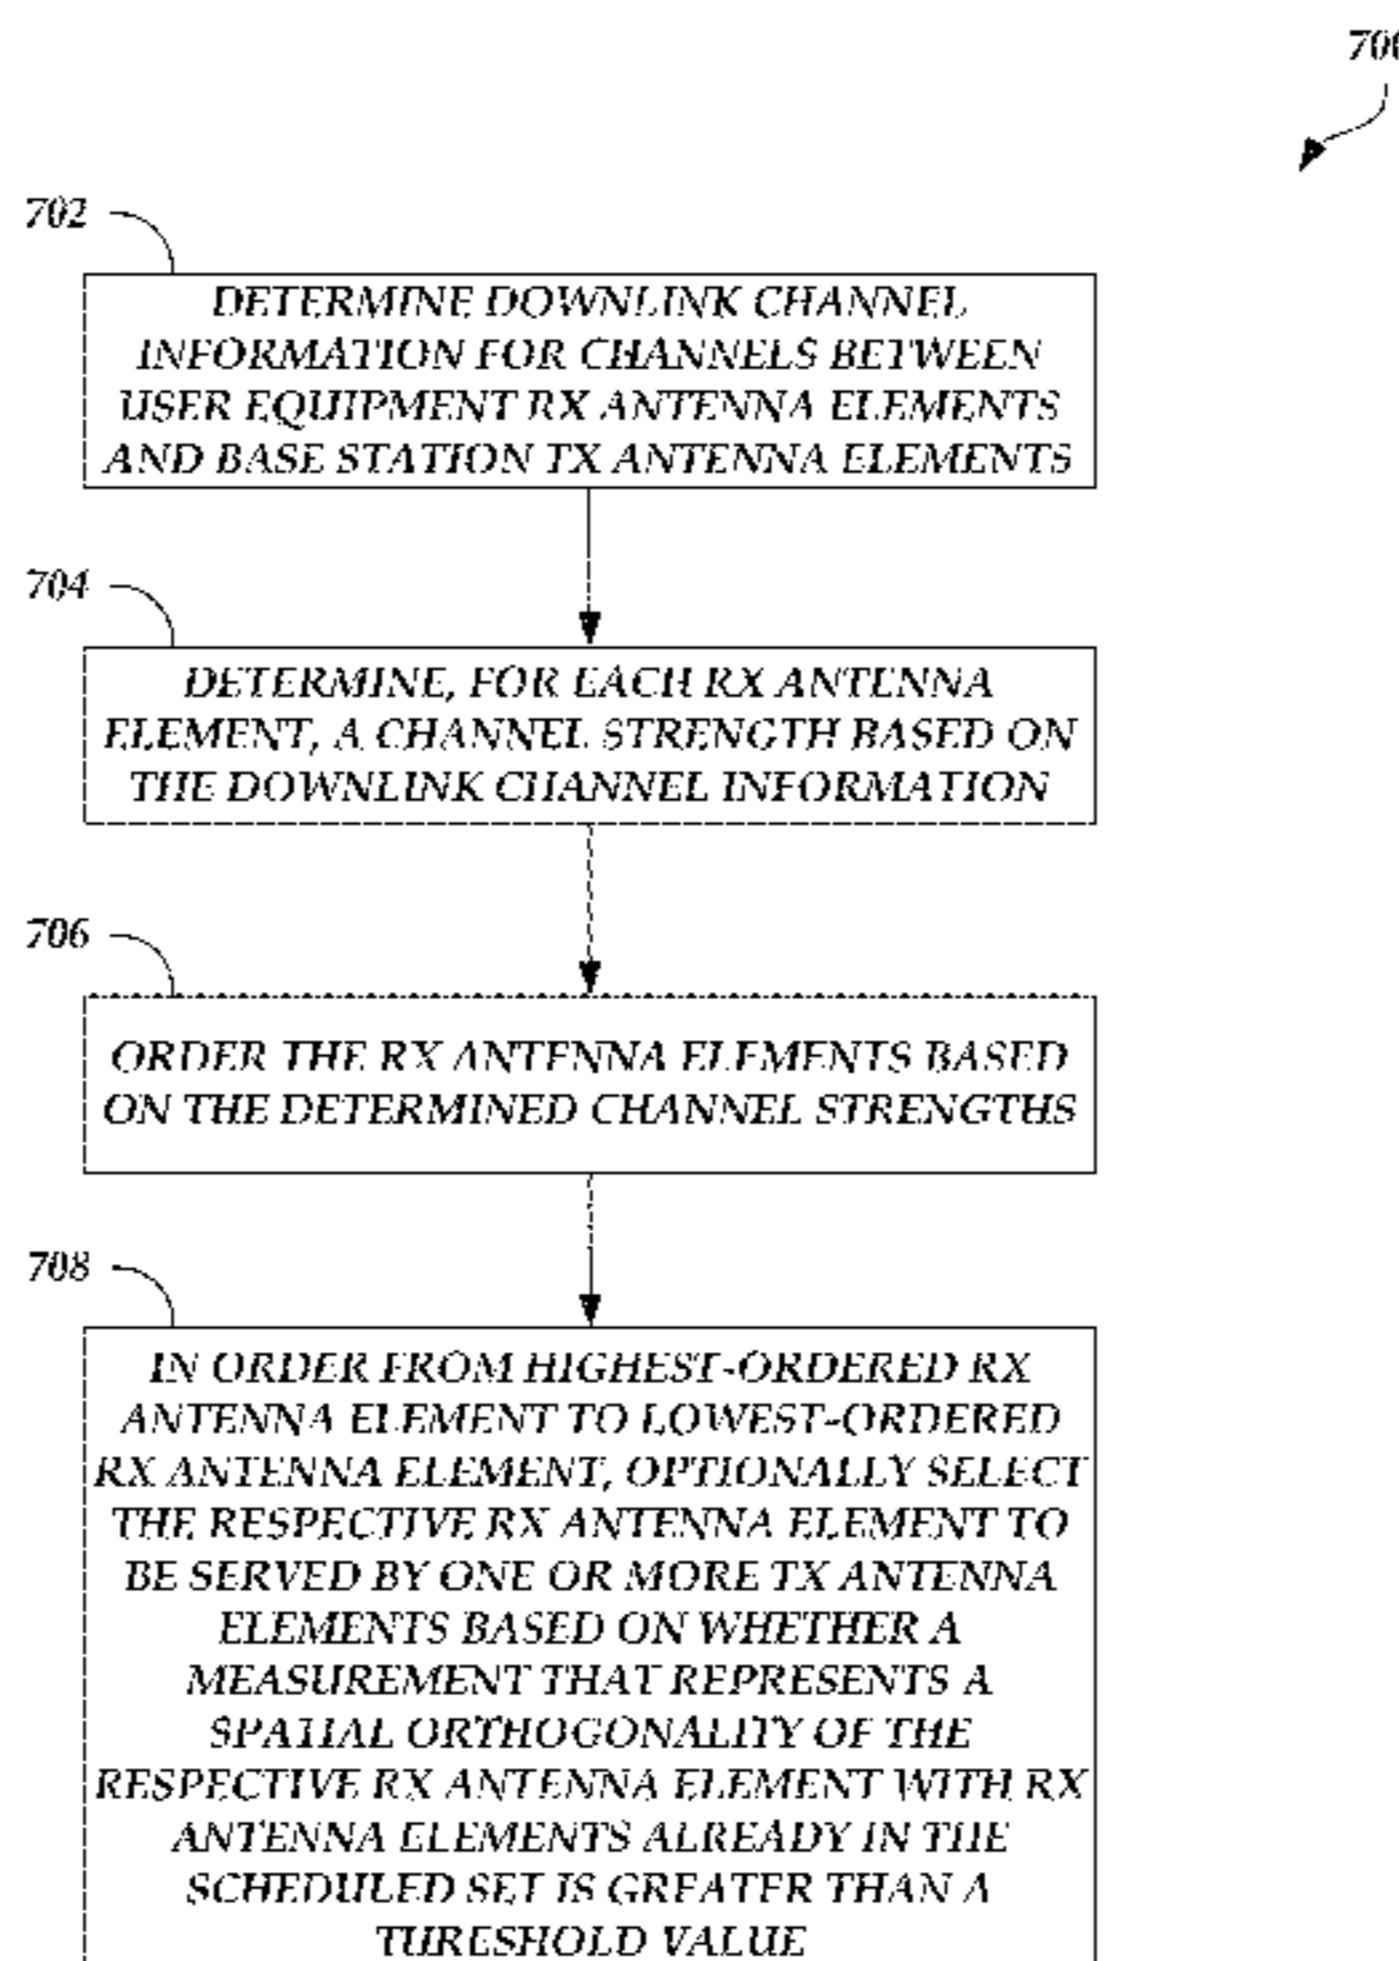 700
702
DETERMINE DOWNLINK CHANNEL
INFORMATION FOR CHANNELS BETWEEN
USER EQUIPMENT RX ANTENNA ELEMENTS
AND BASE STATION TX ANTENNA ELEMENTS
704
DETERMINE, FOR EACH RX ANTENNA
ELEMENT, A CHANNEL STRENGTH BASED ON
THE DOWNLINK CHANNEL INFORMATION
706
ORDER THE RX ANTENNA ELEMENTS BASED
ON THE DETERMINED CHANNEL STRENGTHS
708
IN ORDER FROM HIGHEST-ORDERED RX
ANTENNA ELEMENT TO LOWEST-ORDERED
RX ANTENNA ELEMENT, OPTIONALLY SELECT
THE RESPECTIVE RX ANTENNA ELEMENT TO
BE SERVED BY ONE OR MORE TX ANTENNA
ELEMENTS BASED ON WHETHER A
MEASUREMENT THAT REPRESENTS A
SPATIAL ORTHOGONALITY OF THE
RESPECTIVE RX ANTENNA ELEMENT WITH RX
ANTENNA ELEMENTS ALREADY IN THE
SCHEDULED SET IS GREATER THAN A
THRESHOLD VALUE